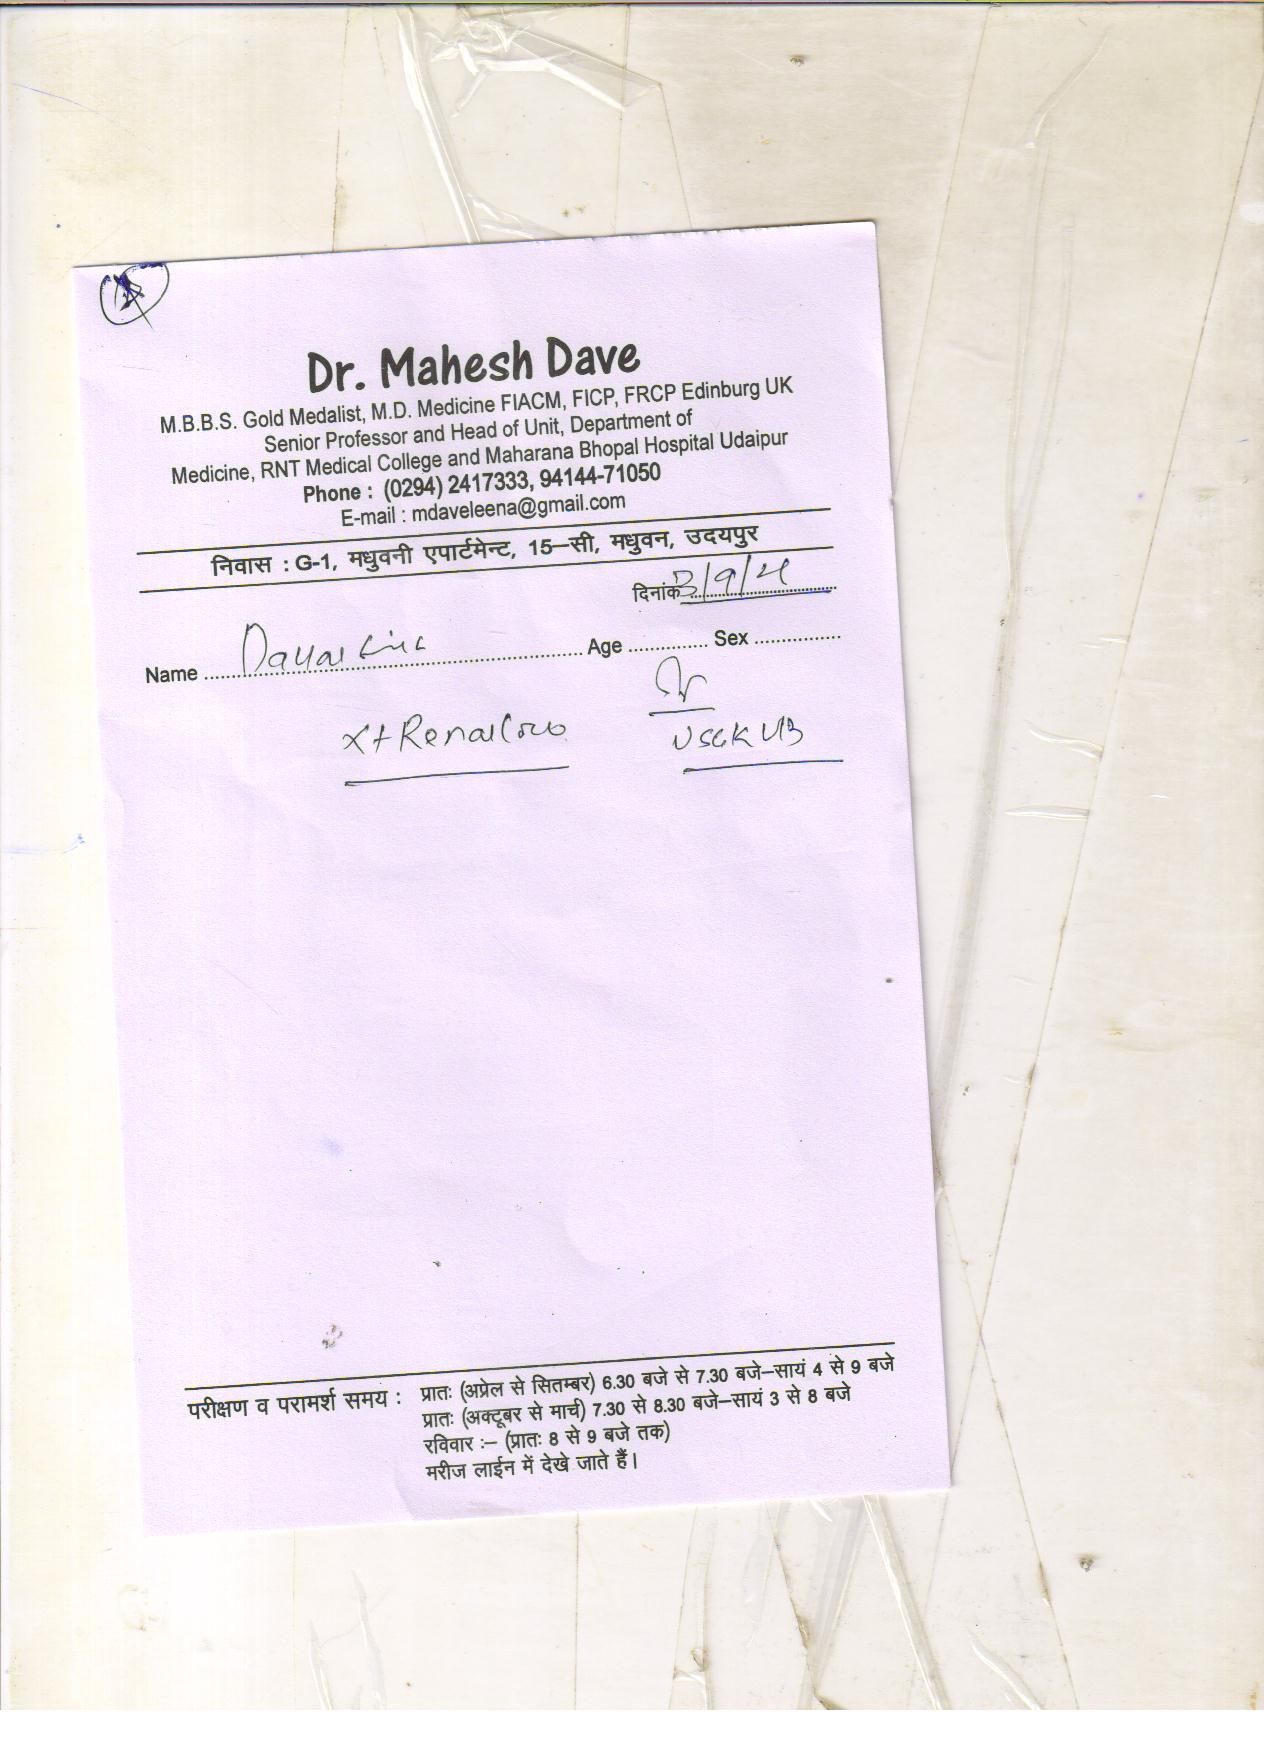 Dr. Mahesh Dave
M.B.B.S. Gold Medalist, M.D. Medicine FIACM, FICP, FRCP Edinburg UK
Senior Professor and Head of Unit, Department of
Medicine, RNT Medical College and Maharana Bhopal Hospital Udaipur
Phone : (0294) 2417333, 94144-71050
E-mail : mdaveleena@gmail.com
निवास : G-1, मधुवनी एपार्टमेन्ट, 15–सी, मधुवन, उदयपुर
दिनांक 3/9/21
Name Age Sex
Renal USG KUB
परीक्षण व परामर्श समय : प्रातः (अप्रेल से सितम्बर) 6.30 बजे से 7.30 बजे–सायं 4 से 9 बजे
प्रातः (अक्टूबर से मार्च) 7.30 से 8.30 बजे–सायं 3 से 8 बजे
रविवार :– (प्रातः 8 से 9 बजे तक)
मरीज लाईन में देखे जाते हैं।